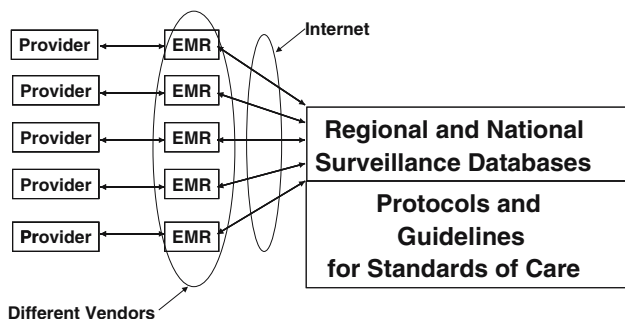 Internet
Provider EMR
Provider EMR
Provider EMR
Provider EMR
Provider EMR
Regional and National
Surveillance Databases
Protocols and
Guidelines
for Standards of Care
Different Vendors